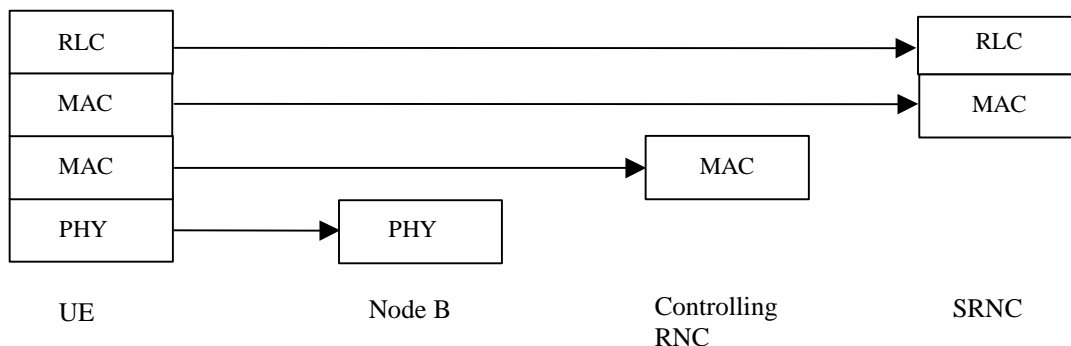 RLC
RLC
MAC
MAC
MAC
MAC
PHY
PHY
UE
Node B
Controlling
RNC
SRNC